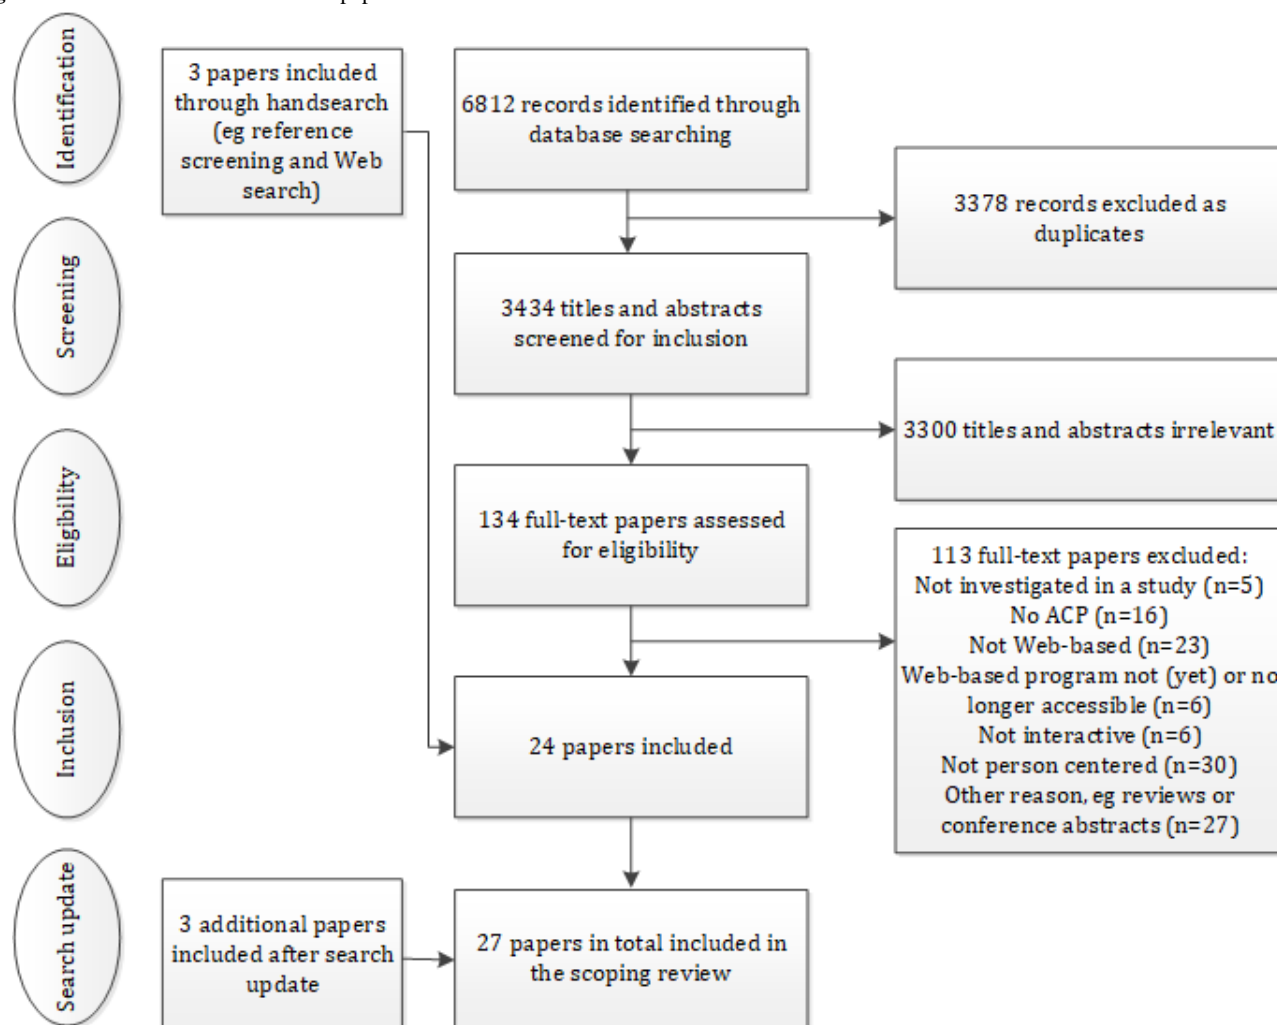 Identification
3 papers included
through handsearch
(eg reference
screening and Web
search)
6812 records identified through
database searching
3378 records excluded as
duplicates
Screening
3434 titles and abstracts
screened for inclusion
3300 titles and abstracts irrelevant
Eligibility
134 full-text papers assessed
for eligibility
113 full-text papers excluded:
Not investigated in a study (n=5)
No ACP (n=16)
Not Web-based (n=23)
Web-based program not (yet) or no
longer accessible (n=6)
Not interactive (n=6)
Not person centered (n=30)
Other reason, eg reviews or
conference abstracts (n=27)
Inclusion
24 papers included
Search update
3 additional papers
included after search
update
27 papers in total included in
the scoping review